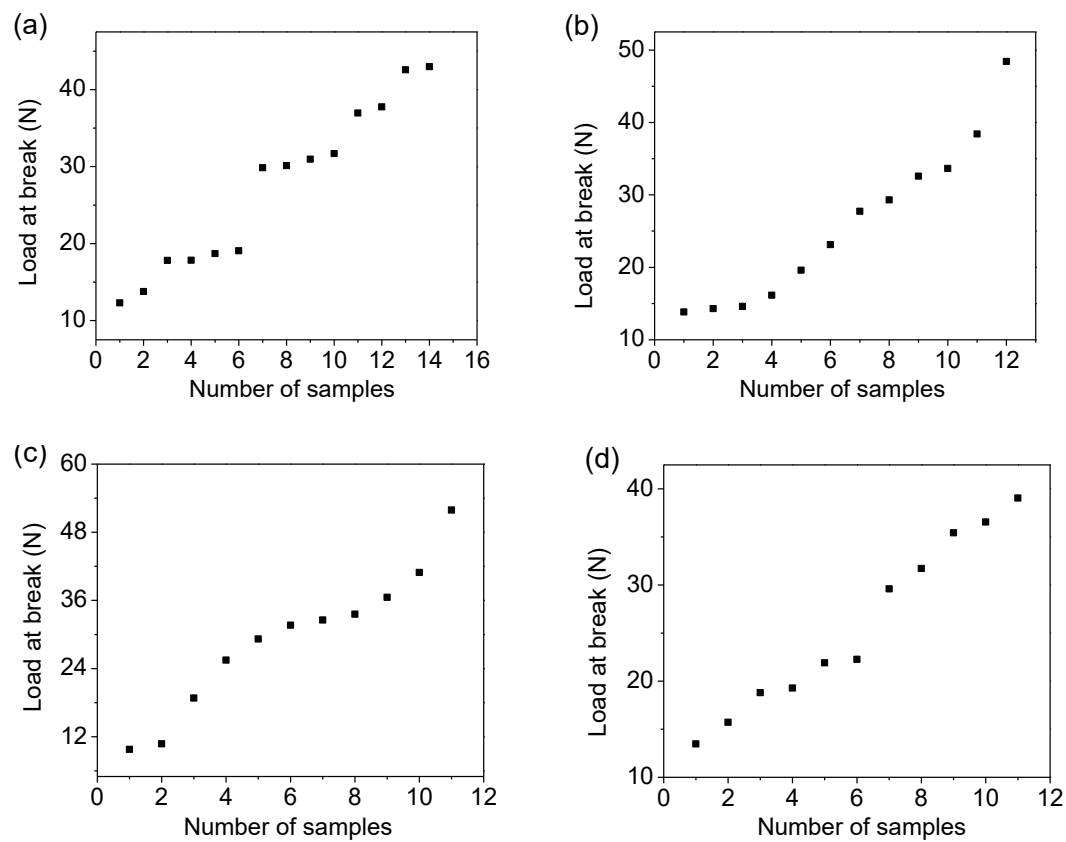 (a)
Load at break (N)
40
30
20
10
0 2 4 6 8 10 12 14 16
Number of samples
(b)
Load at break (N)
50
40
30
20
10
0 2 4 6 8 10 12
Number of samples
(c)
Load at break (N)
60
48
36
24
12
0 2 4 6 8 10 12
Number of samples
(d)
Load at break (N)
40
30
20
10
0 2 4 6 8 10 12
Number of samples